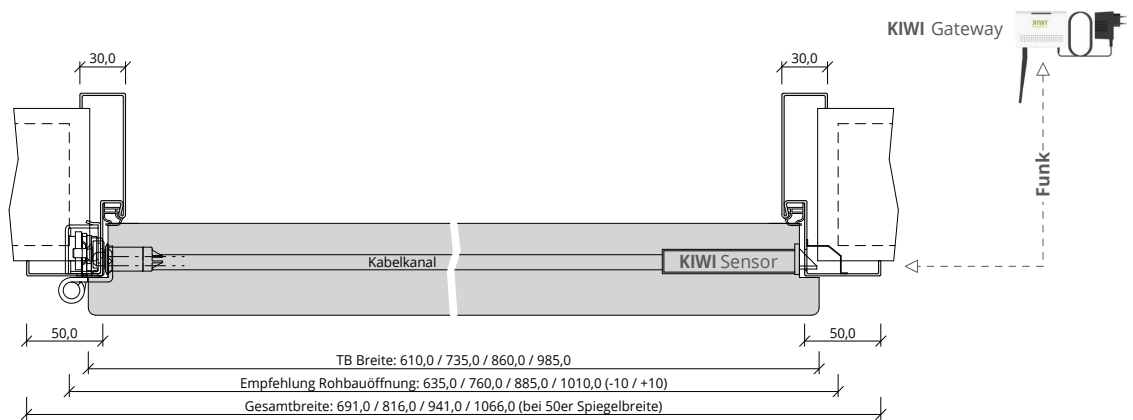 KIWI Gateway
KIWI
30,0
30,0
Funk
Kabelkanal
KIWI Sensor
50,0
50,0
TB Breite: 610,0 / 735,0 / 860,0 / 985,0
Empfehlung Rohbauöffnung: 635,0 / 760,0 / 885,0 / 1010,0 (-10 / +10)
Gesamtbreite: 691,0 / 816,0 / 941,0 / 1066,0 (bei 50er Spiegelbreite)